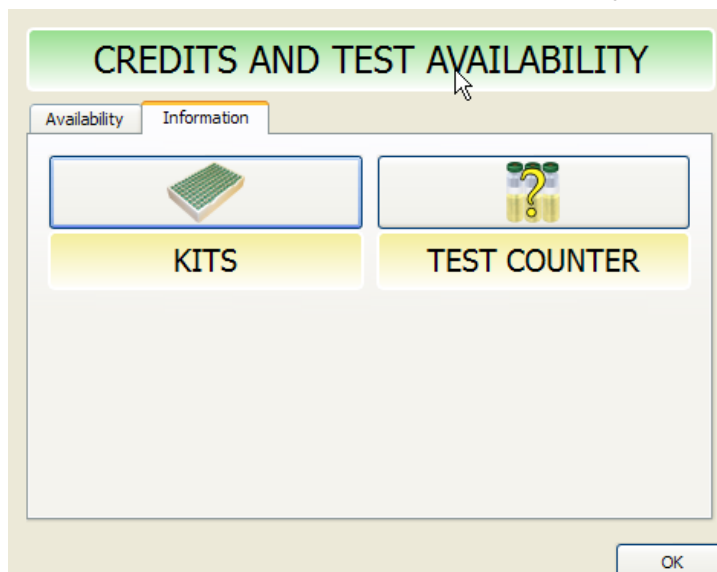 CREDITS AND TEST AVAILABILITY
Availability Information
?
KITS TEST COUNTER
OK